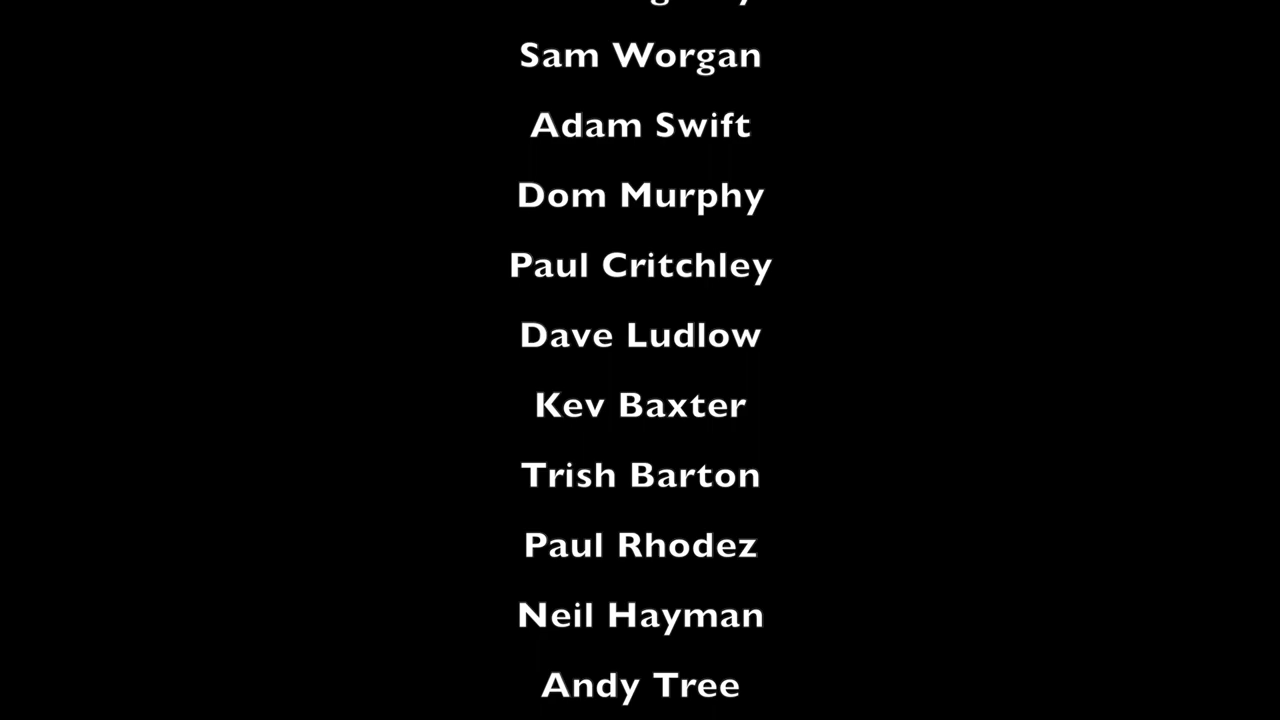 Sam Worgan
Adam Swift
Dom Murphy
Paul Critchley
Dave Ludlow
Kev Baxter
Trish Barton
Paul Rhodez
Neil Hayman
Andy Tree